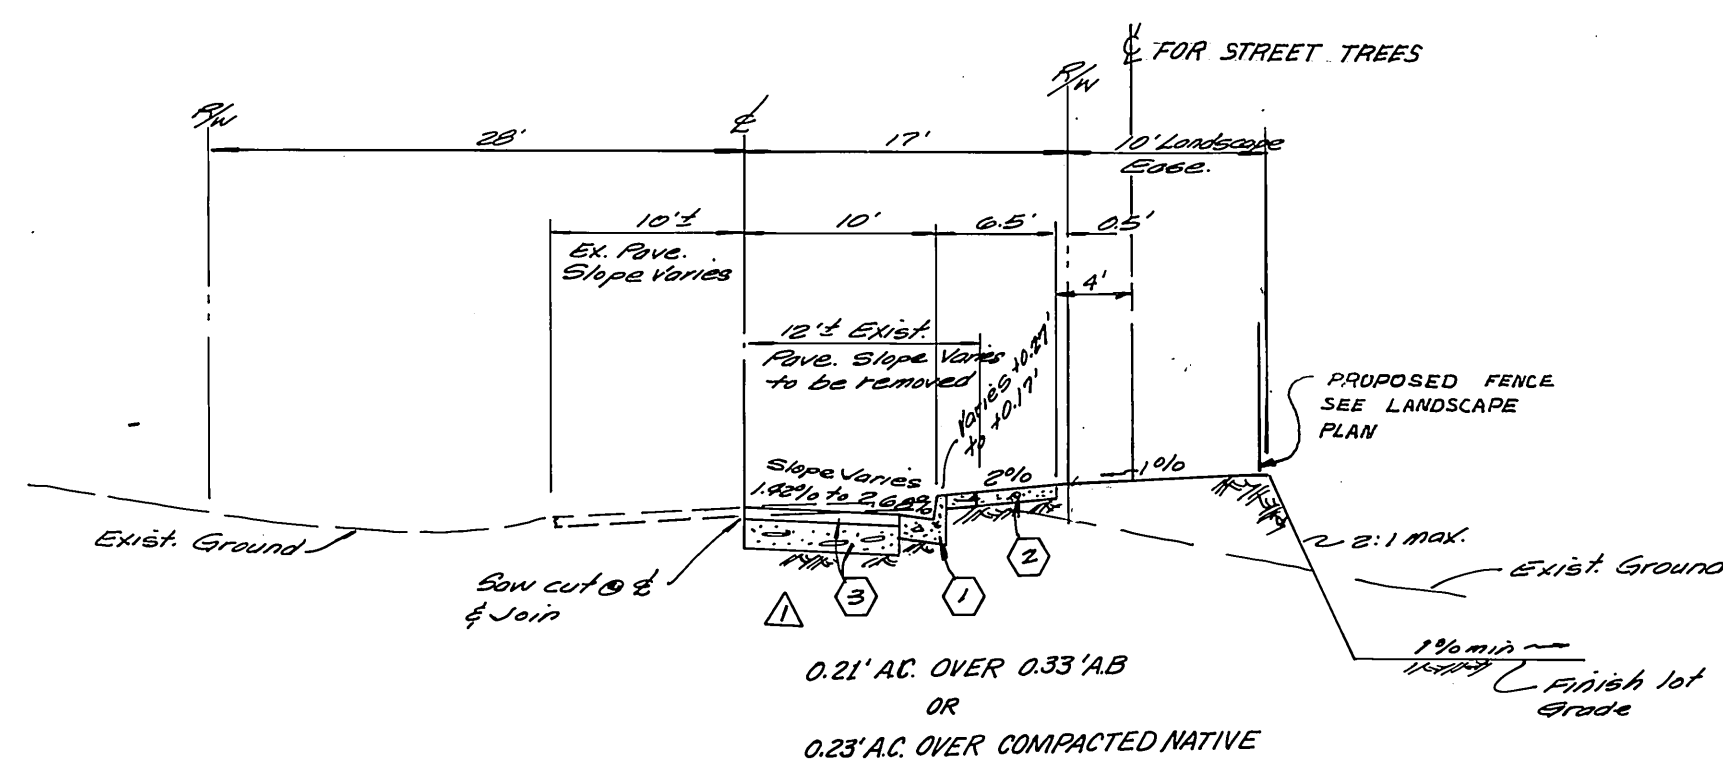 ℄ FOR STREET TREES
R/W
R/W
℄
28'
17'
10' Landscape
Ease.
10'±
10'
6.5'
0.5'
Ex. Pave.
Slope Varies
4'
12'± Exist.
Pave. Slope Varies
to be removed
Varies +0.27'
to +0.17'
PROPOSED FENCE
SEE LANDSCAPE
PLAN
Slope Varies
1.42% to 2.68%
2%
1%
Exist. Ground
2:1 max.
Exist. Ground
Saw cut @ ℄
& Join
1
3
1
2
1% min
Finish lot
Grade
0.21' A.C. OVER 0.33' A.B
OR
0.23' A.C. OVER COMPACTED NATIVE